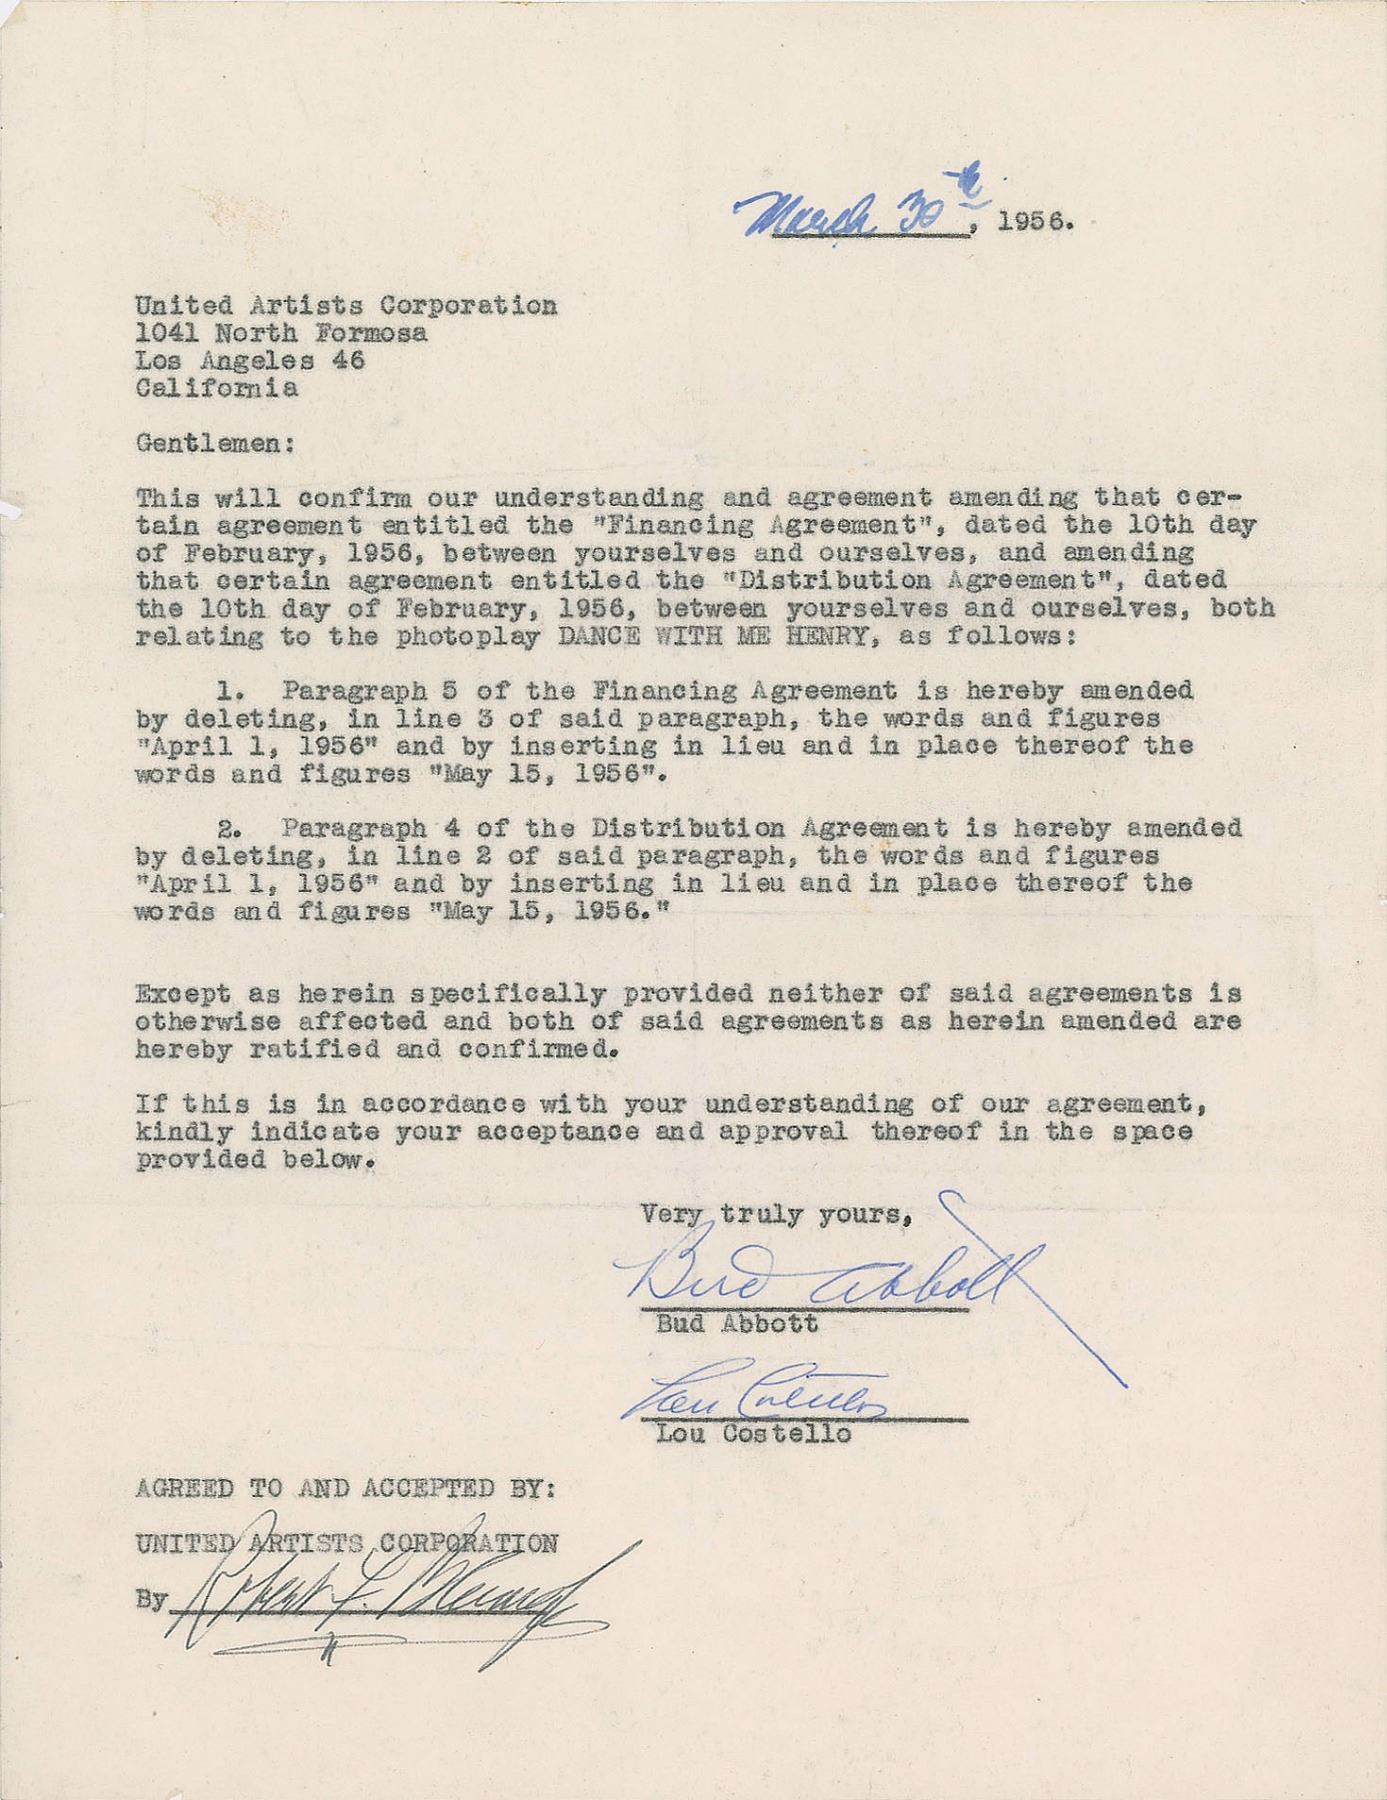 March 30th, 1956.
United Artists Corporation
1041 North Formosa
Los Angeles 46
California
Gentlemen:
This will confirm our understanding and agreement amending that cer-
tain agreement entitled the "Financing Agreement", dated the 10th day
of February, 1956, between yourselves and ourselves, and amending
that certain agreement entitled the "Distribution Agreement", dated
the 10th day of February, 1956, between yourselves and ourselves, both
relating to the photoplay DANCE WITH ME HENRY, as follows:
1. Paragraph 5 of the Financing Agreement is hereby amended
by deleting, in line 3 of said paragraph, the words and figures
"April 1, 1956" and by inserting in lieu and in place thereof the
words and figures "May 15, 1956".
2. Paragraph 4 of the Distribution Agreement is hereby amended
by deleting, in line 2 of said paragraph, the words and figures
"April 1, 1956" and by inserting in lieu and in place thereof the
words and figures "May 15, 1956."
Except as herein specifically provided neither of said agreements is
otherwise affected and both of said agreements as herein amended are
hereby ratified and confirmed.
If this is in accordance with your understanding of our agreement,
kindly indicate your acceptance and approval thereof in the space
provided below.
Very truly yours,
Bud Abbott
Bud Abbott
Lou Costello
Lou Costello
AGREED TO AND ACCEPTED BY:
UNITED ARTISTS CORPORATION
By Robert F.